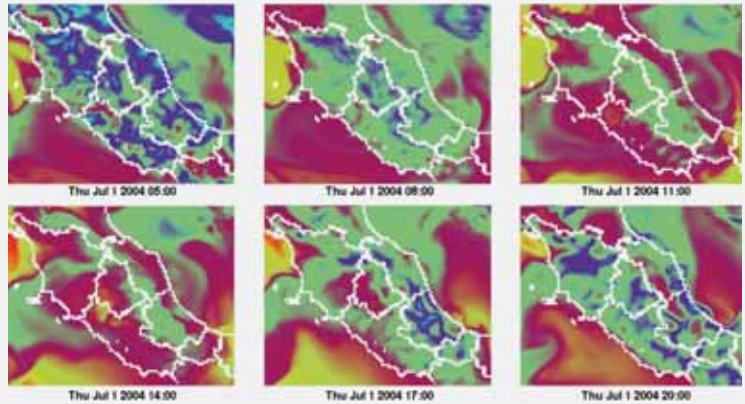 Thu Jul 1 2004 05:00
Thu Jul 1 2004 08:00
Thu Jul 1 2004 11:00
Thu Jul 1 2004 14:00
Thu Jul 1 2004 17:00
Thu Jul 1 2004 20:00